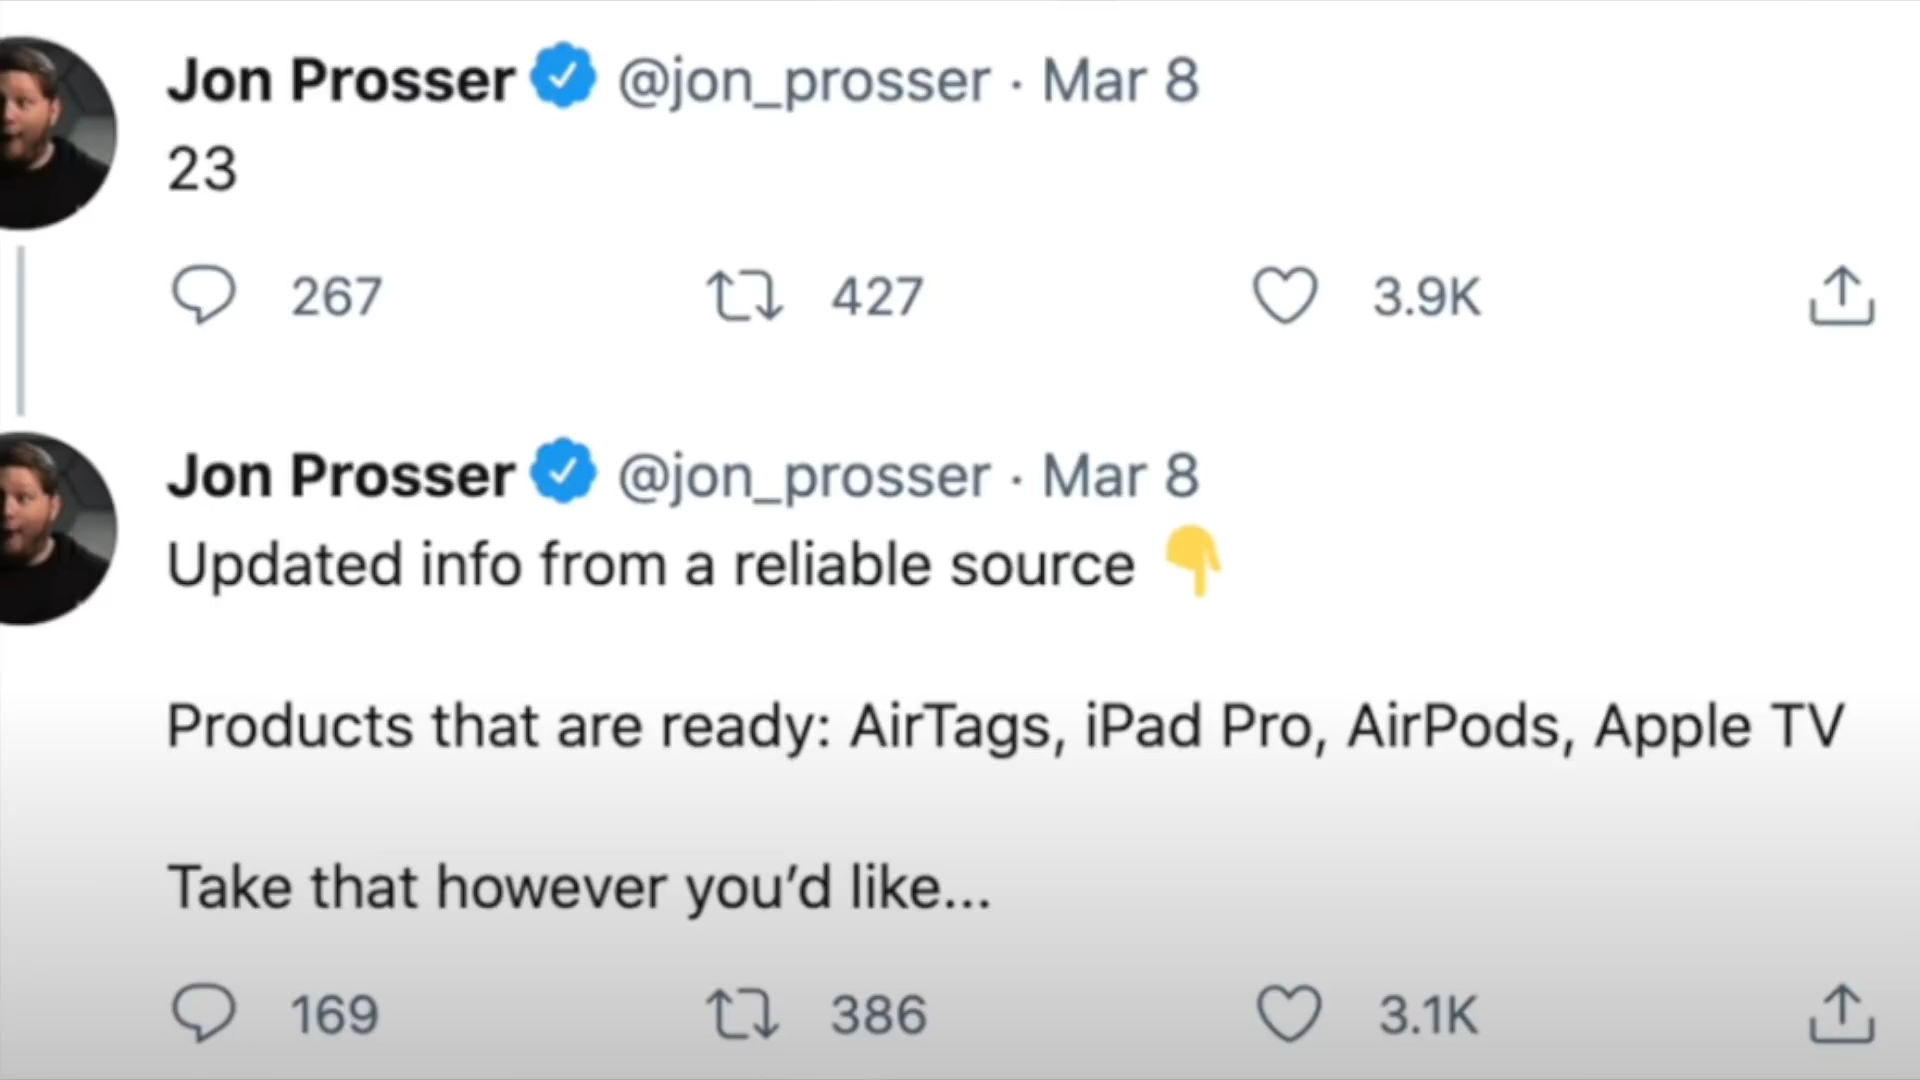 Jon Prosser @jon_prosser · Mar 8
23
267 427 3.9K
Jon Prosser @jon_prosser · Mar 8
Updated info from a reliable source 👇
Products that are ready: AirTags, iPad Pro, AirPods, Apple TV
Take that however you’d like...
169 386 3.1K